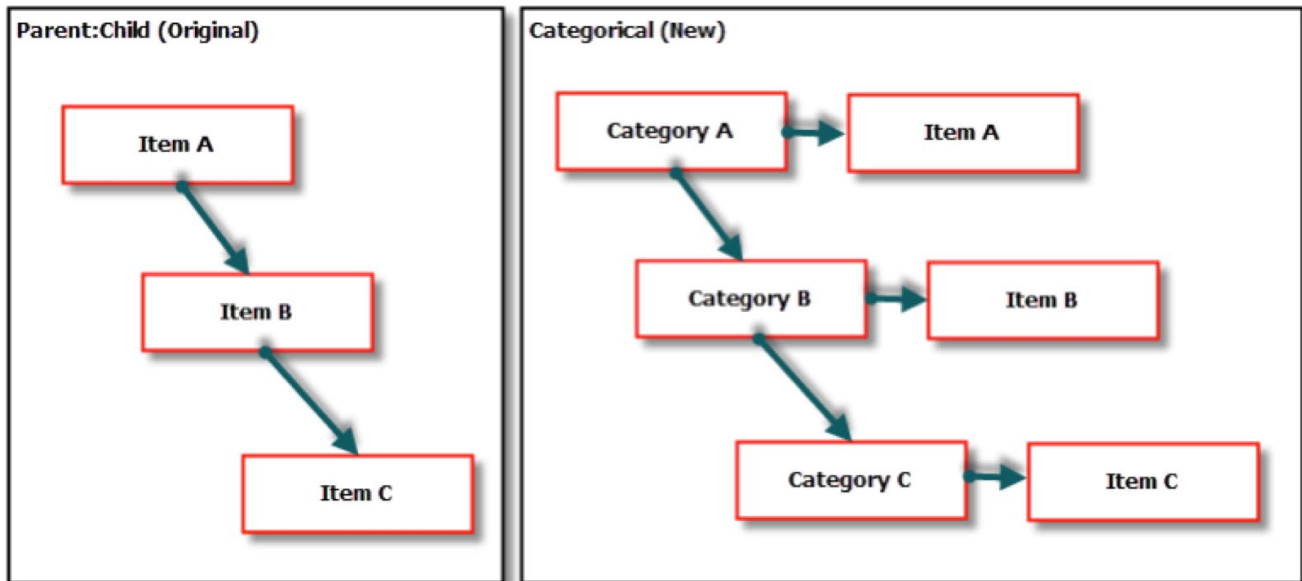 Parent:Child (Original)
Item A
Item B
Item C
Categorical (New)
Category A
Item A
Category B
Item B
Category C
Item C